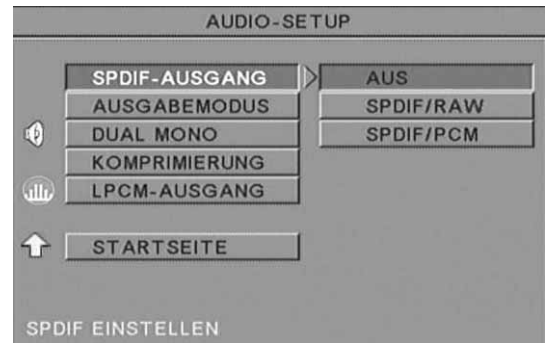 AUDIO-SETUP
SPDIF-AUSGANG AUS
AUSGABEMODUS SPDIF/RAW
DUAL MONO SPDIF/PCM
KOMPRIMIERUNG
LPCM-AUSGANG
STARTSEITE
SPDIF EINSTELLEN